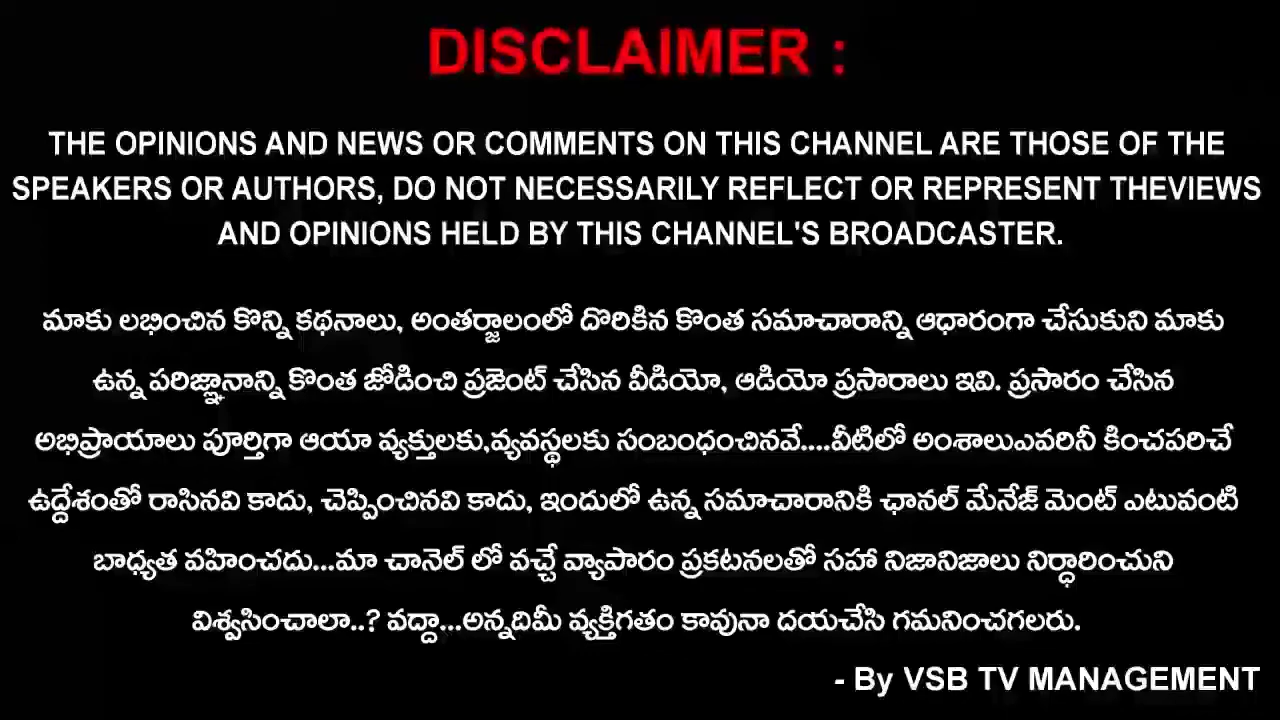 DISCLAIMER :
THE OPINIONS AND NEWS OR COMMENTS ON THIS CHANNEL ARE THOSE OF THE
SPEAKERS OR AUTHORS, DO NOT NECESSARILY REFLECT OR REPRESENT THEVIEWS
AND OPINIONS HELD BY THIS CHANNEL'S BROADCASTER.
మాకు లభించిన కొన్ని కథనాలు, అంతర్జాలంలో దొరికిన కొంత సమాచారాన్ని ఆధారంగా చేసుకుని మాకు
ఉన్న పరిజ్ఞానాన్ని కొంత జోడించి ప్రజెంట్ చేసిన వీడియో, ఆడియో ప్రసారాలు ఇవి. ప్రసారం చేసిన
అభిప్రాయాలు పూర్తిగా ఆయా వ్యక్తులకు,వ్యవస్థలకు సంబంధించినవే....వీటిలో అంశాలుఎవరినీ కించపరిచే
ఉద్దేశంతో రాసినవి కాదు, చెప్పించినవి కాదు, ఇందులో ఉన్న సమాచారానికి ఛానల్ మేనేజ్ మెంట్ ఎటువంటి
బాధ్యత వహించదు...మా చానెల్ లో వచ్చే వ్యాపారం ప్రకటనలతో సహా నిజానిజాలు నిర్ధారించుని
విశ్వసించాలా..? వద్దా...అన్నదిమీ వ్యక్తిగతం కావునా దయచేసి గమనించగలరు.
- By VSB TV MANAGEMENT